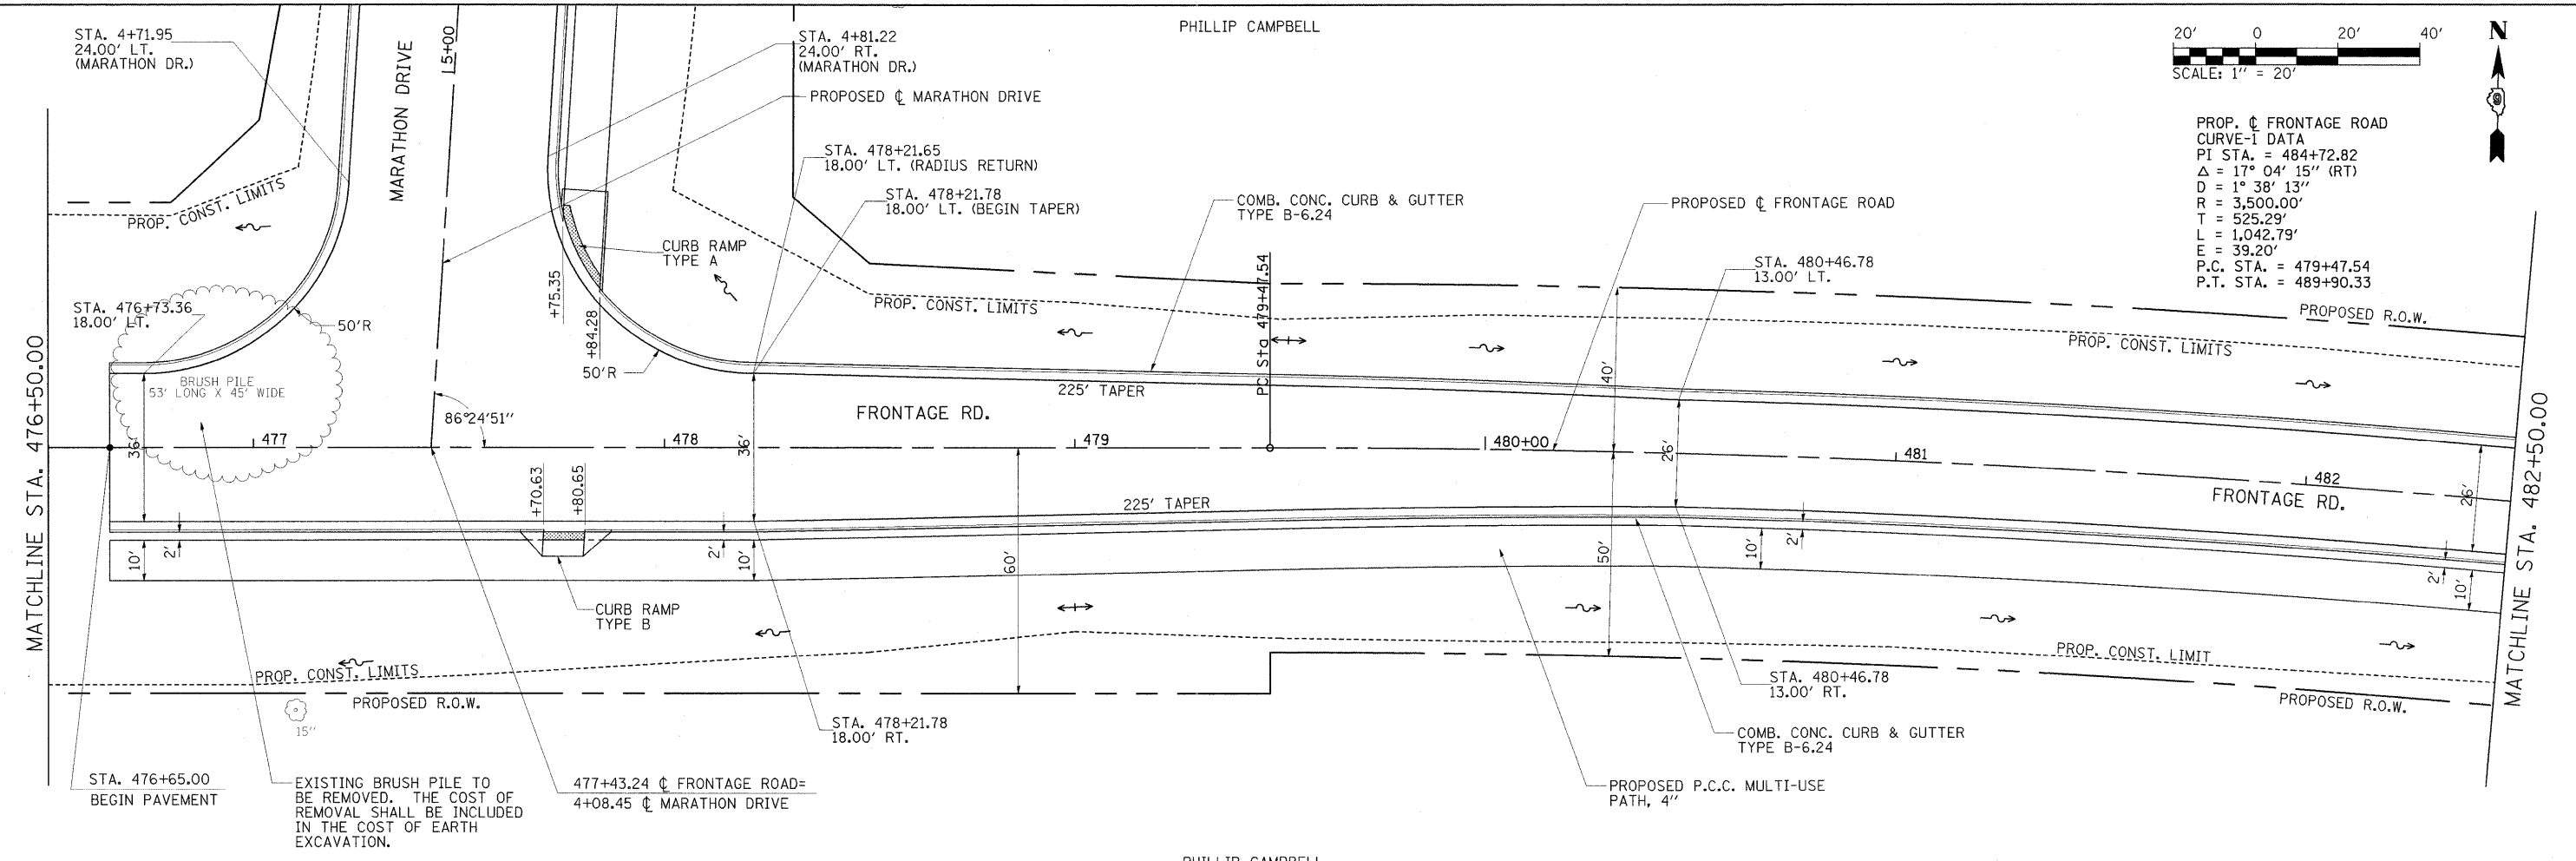 PHILLIP CAMPBELL
STA. 4+71.95
24.00' LT.
(MARATHON DR.)
MARATHON DRIVE
5+00
STA. 4+81.22
24.00' RT.
(MARATHON DR.)
PROPOSED ℄ MARATHON DRIVE
STA. 478+21.65
18.00' LT. (RADIUS RETURN)
STA. 478+21.78
18.00' LT. (BEGIN TAPER)
COMB. CONC. CURB & GUTTER
TYPE B-6.24
PROPOSED ℄ FRONTAGE ROAD
STA. 480+46.78
13.00' LT.
20' 0 20' 40'
SCALE: 1" = 20'
N
PROP. ℄ FRONTAGE ROAD
CURVE-1 DATA
PI STA. = 484+72.82
Δ = 17° 04' 15" (RT)
D = 1° 38' 13"
R = 3,500.00'
T = 525.29'
L = 1,042.79'
E = 39.20'
P.C. STA. = 479+47.54
P.T. STA. = 489+90.33
PROP. CONST. LIMITS
CURB RAMP
TYPE A
+75.35
+84.28
PROP. CONST. LIMITS
PC Sta 479+47.54
PROPOSED R.O.W.
PROP. CONST. LIMITS
STA. 476+73.36
18.00' LT.
50'R
50'R
BRUSH PILE
53' LONG X 45' WIDE
86°24'51"
225' TAPER
FRONTAGE RD.
40'
MATCHLINE STA. 476+50.00
MATCHLINE STA. 482+50.00
36'
477
478
36'
479
480+00
26'
481
482
FRONTAGE RD.
26'
+70.63
+80.65
225' TAPER
10'
2'
2'
10'
60'
50'
10'
2'
2'
10'
CURB RAMP
TYPE B
PROP. CONST. LIMITS
PROPOSED R.O.W.
15"
PROP. CONST. LIMIT
PROPOSED R.O.W.
STA. 480+46.78
13.00' RT.
STA. 478+21.78
18.00' RT.
COMB. CONC. CURB & GUTTER
TYPE B-6.24
STA. 476+65.00
BEGIN PAVEMENT
EXISTING BRUSH PILE TO
BE REMOVED. THE COST OF
REMOVAL SHALL BE INCLUDED
IN THE COST OF EARTH
EXCAVATION.
477+43.24 ℄ FRONTAGE ROAD=
4+08.45 ℄ MARATHON DRIVE
PROPOSED P.C.C. MULTI-USE
PATH, 4"
PHILLIP CAMPBELL